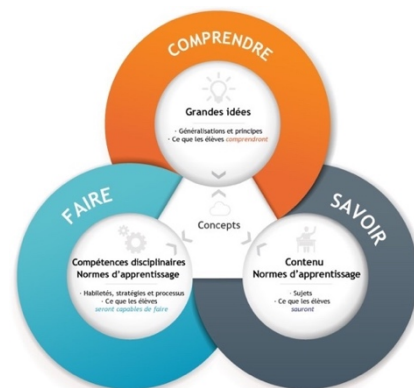 COMPRENDRE
Grandes idées
· Généralisations et principes
· Ce que les élèves comprendront
FAIRE
Concepts
SAVOIR
Compétences disciplinaires
Normes d'apprentissage
· Habiletés, stratégies et processus
· Ce que les élèves
seront capables de faire
Contenu
Normes d'apprentissage
· Sujets
· Ce que les élèves
sauront